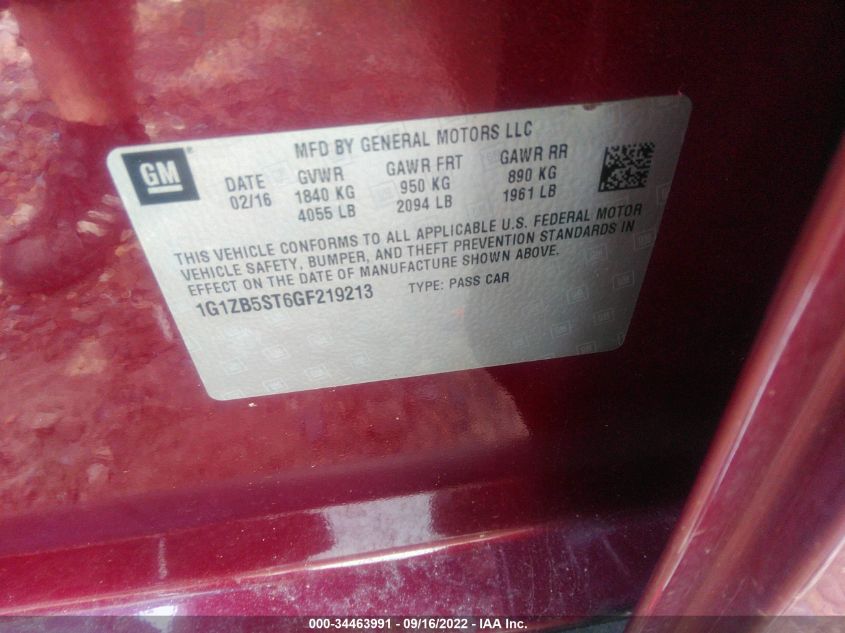 MFD BY GENERAL MOTORS LLC
GM
DATE GVWR GAWR FRT GAWR RR
02/16 1840 KG 950 KG 890 KG
4055 LB 2094 LB 1961 LB
THIS VEHICLE CONFORMS TO ALL APPLICABLE U.S. FEDERAL MOTOR
VEHICLE SAFETY, BUMPER, AND THEFT PREVENTION STANDARDS IN
EFFECT ON THE DATE OF MANUFACTURE SHOWN ABOVE.
1G1ZB5ST6GF219213 TYPE: PASS CAR
000-34463991 - 09/16/2022 - IAA Inc.